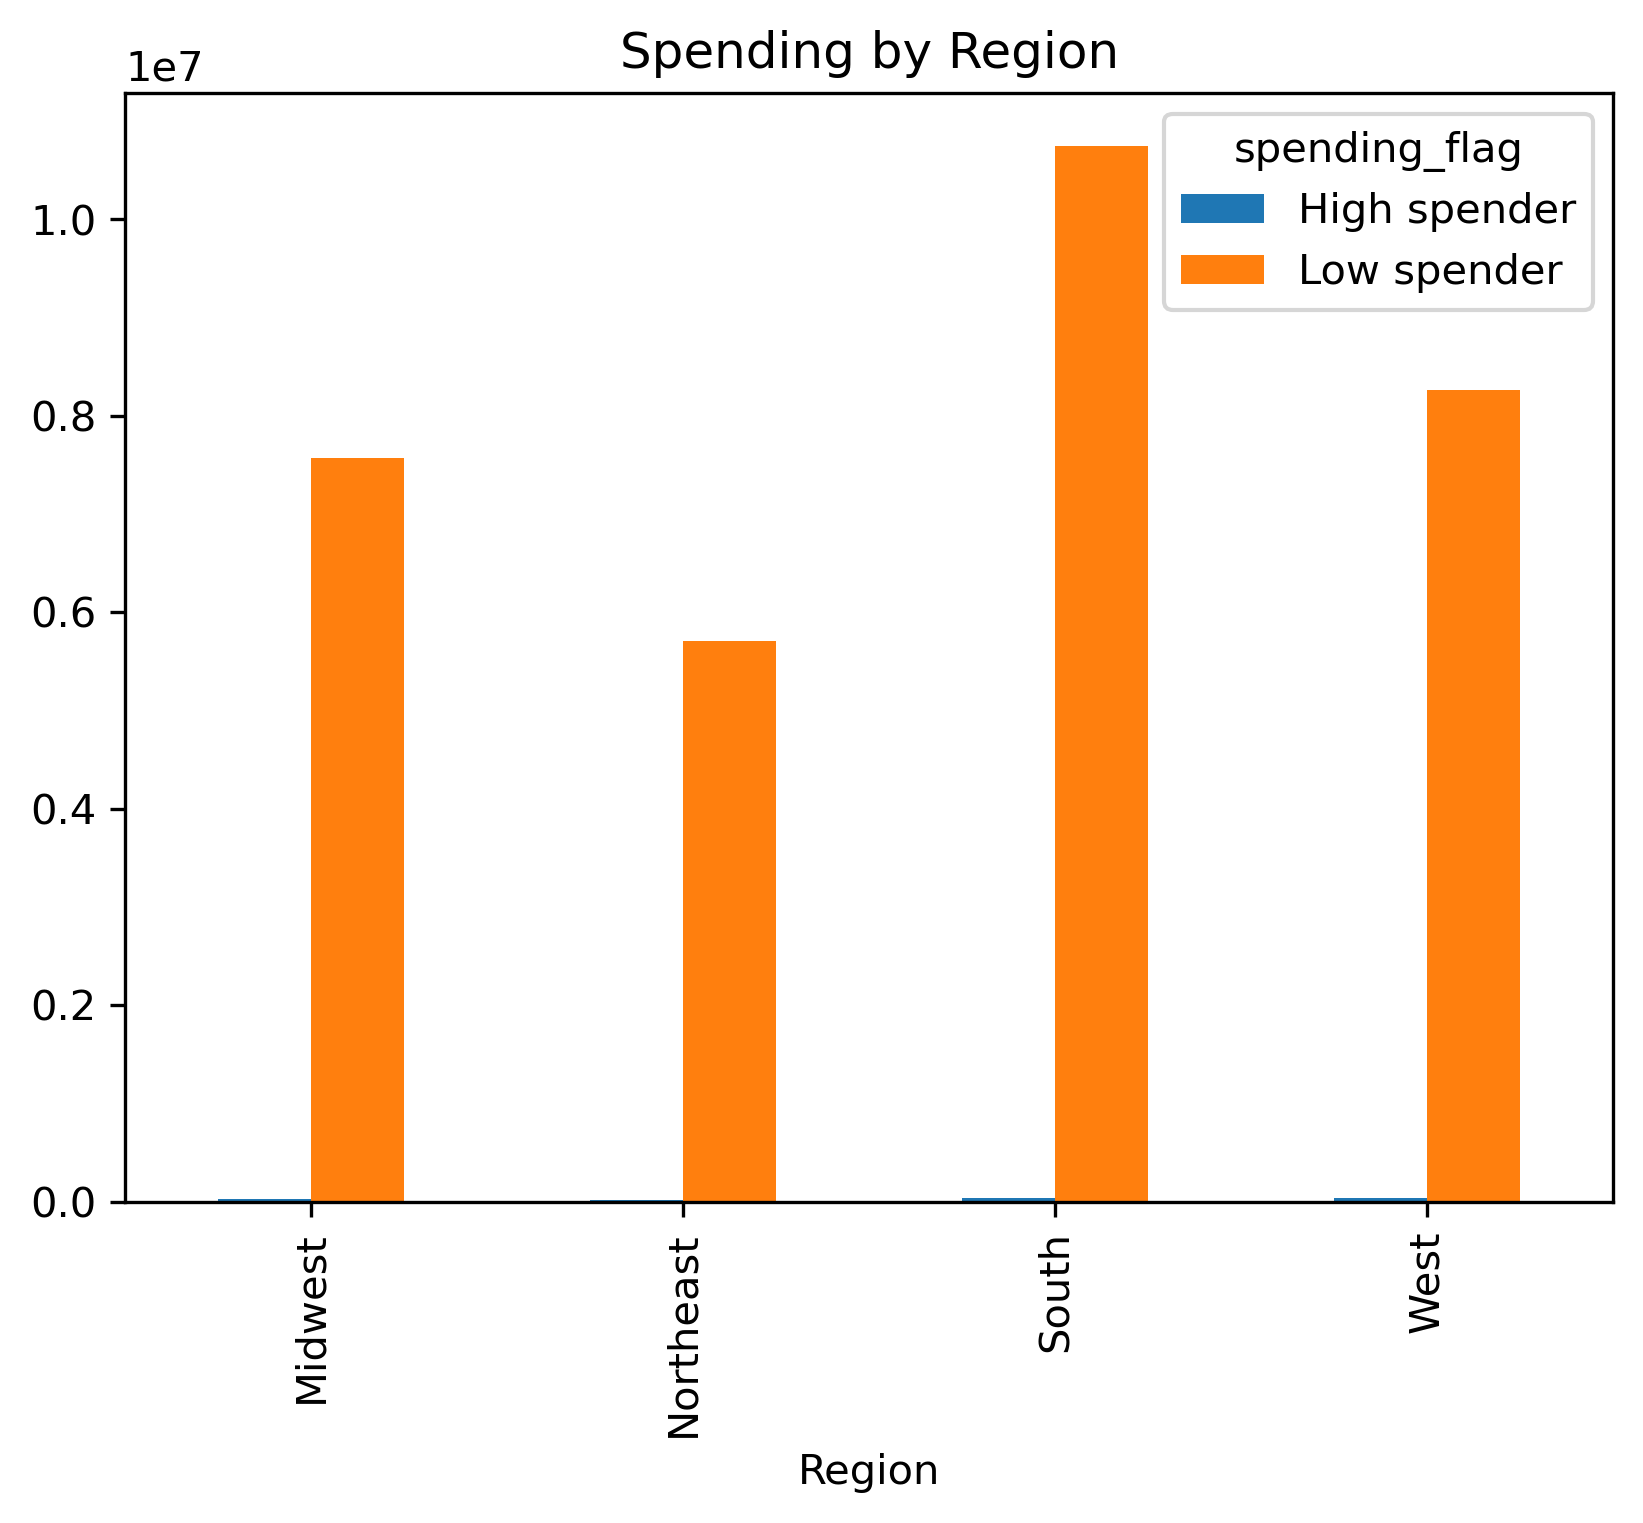 Spending by Region
1e7
spending_flag
High spender
Low spender
1.0
0.8
0.6
0.4
0.2
0.0
Midwest
Northeast
South
West
Region